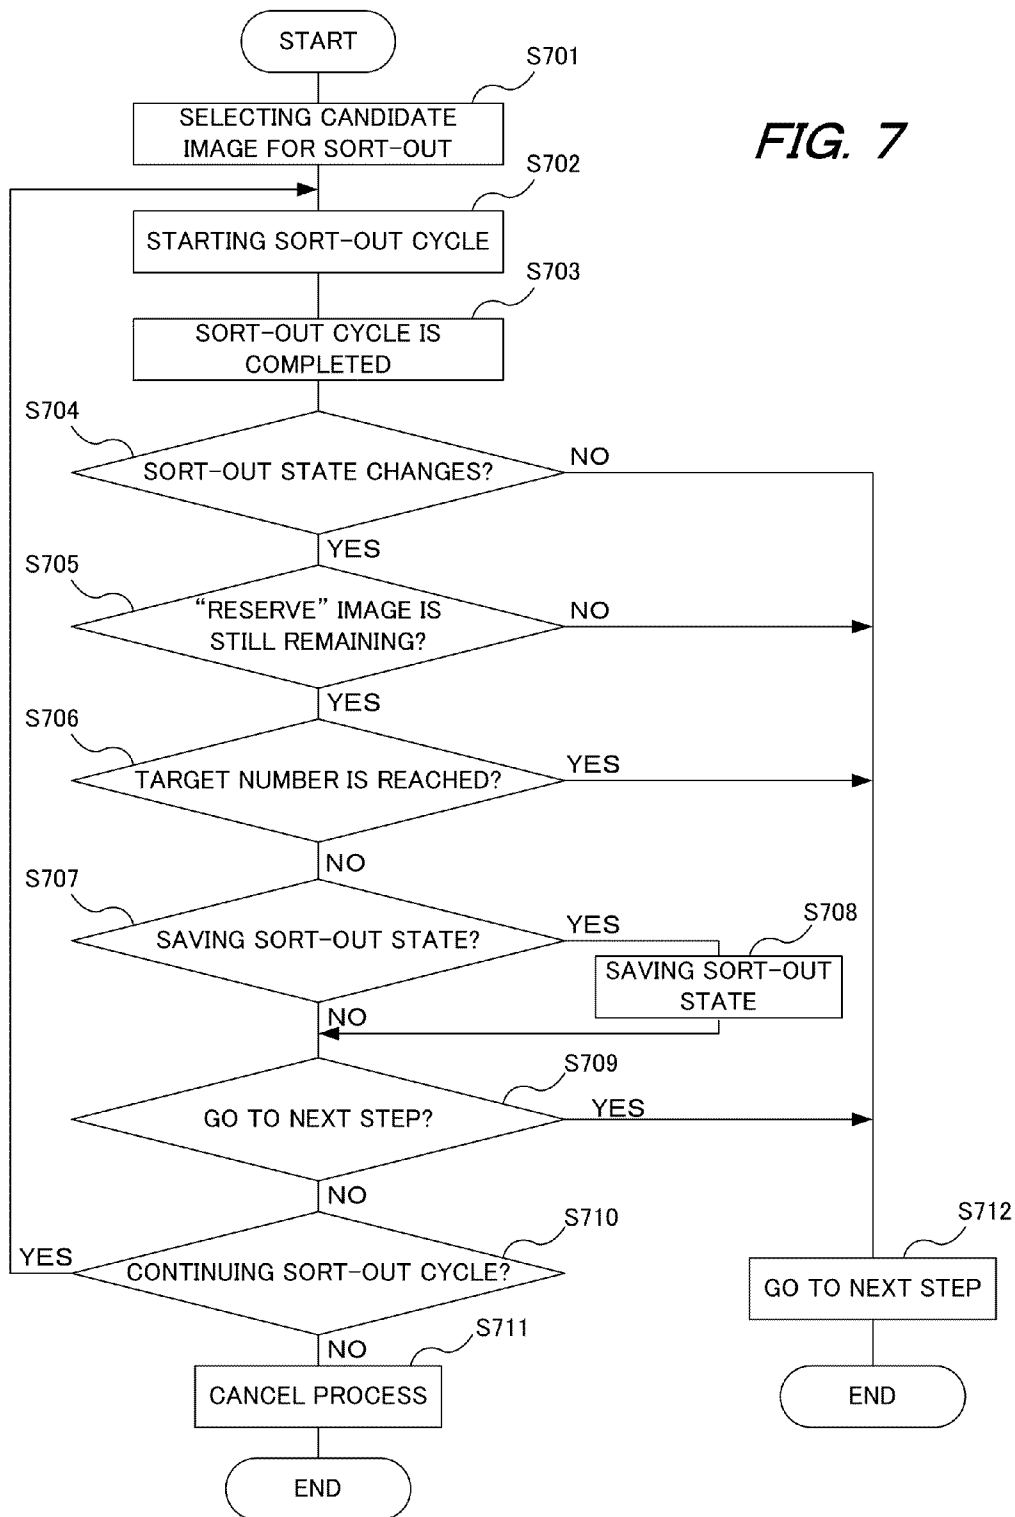 START
S701
SELECTING CANDIDATE
IMAGE FOR SORT-OUT
FIG. 7
S702
STARTING SORT-OUT CYCLE
S703
SORT-OUT CYCLE IS
COMPLETED
S704
SORT-OUT STATE CHANGES?
NO
YES
S705
“RESERVE” IMAGE IS
STILL REMAINING?
NO
YES
S706
TARGET NUMBER IS REACHED?
YES
NO
S707
SAVING SORT-OUT STATE?
YES
S708
SAVING SORT-OUT
STATE
NO
S709
GO TO NEXT STEP?
YES
NO
S710
CONTINUING SORT-OUT CYCLE?
YES
S712
GO TO NEXT STEP
NO
S711
CANCEL PROCESS
END
END